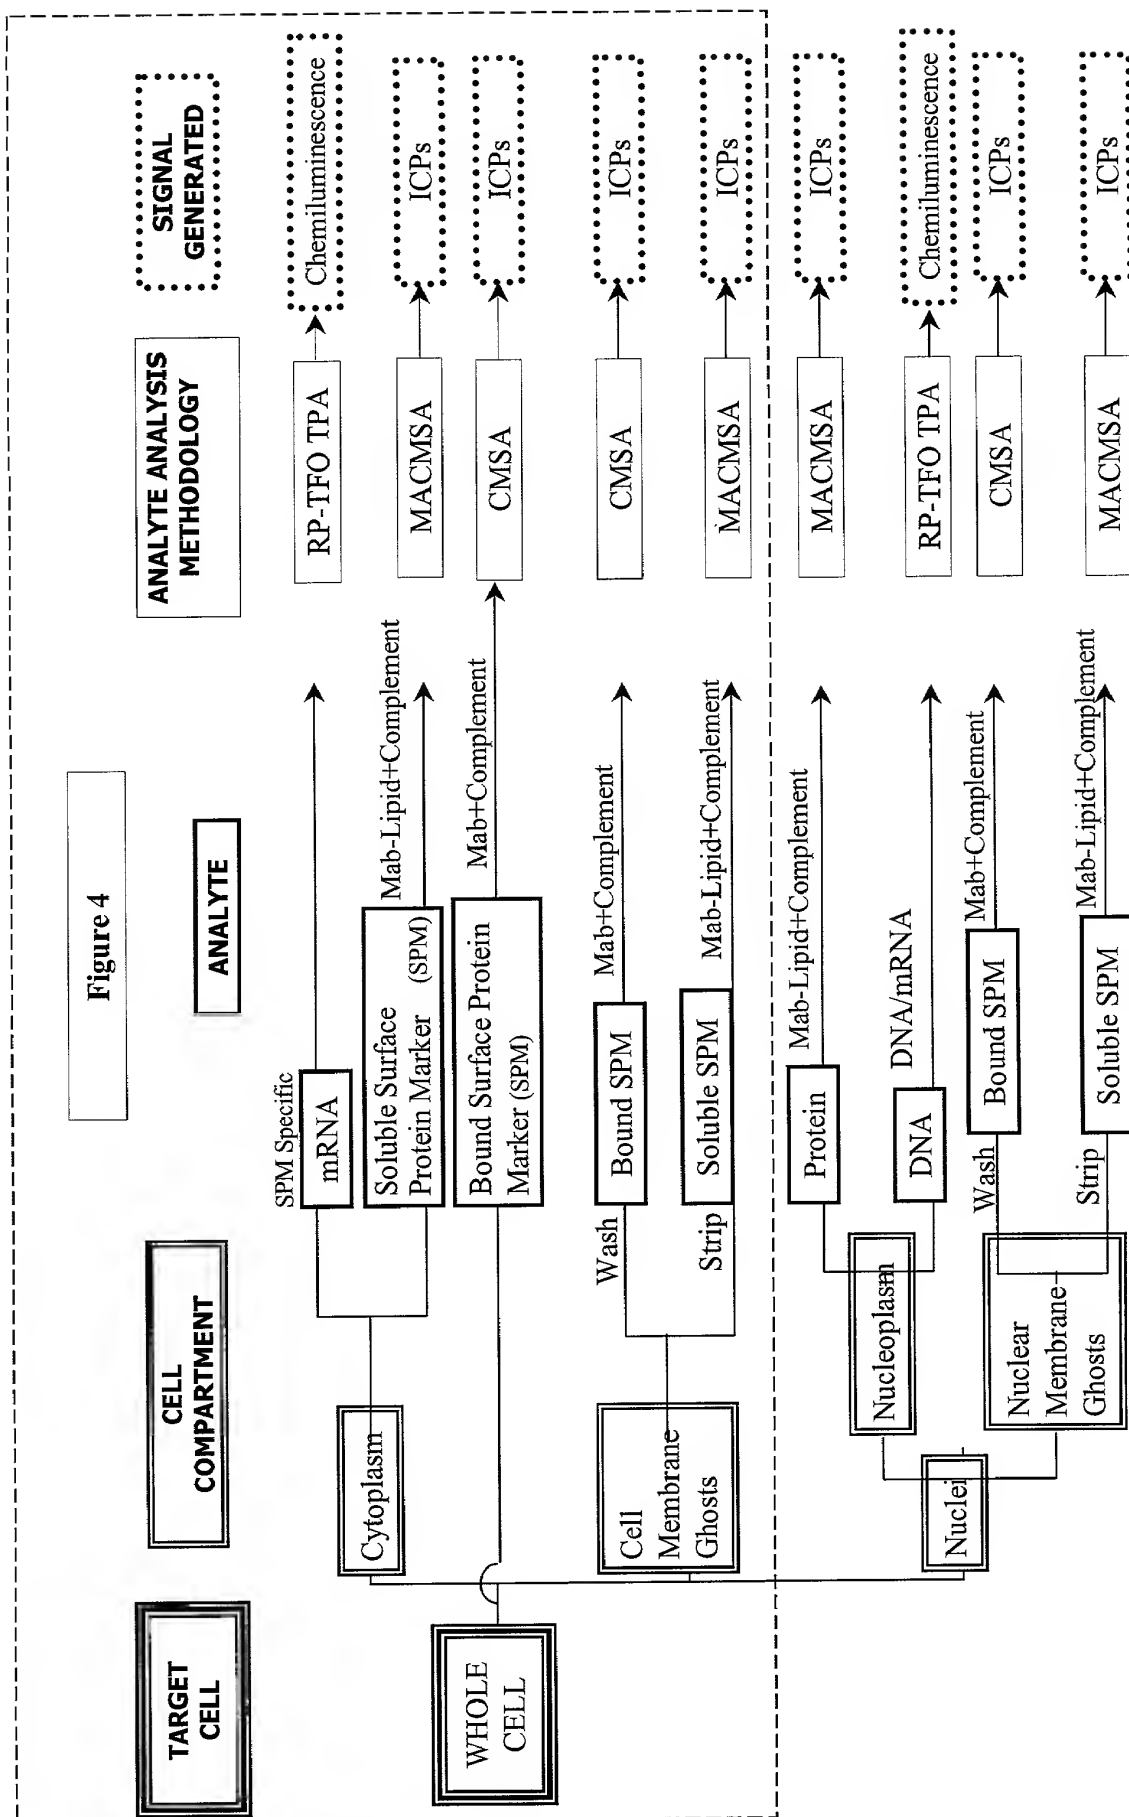 Figure 4
TARGET
CELL
CELL
COMPARTMENT
ANALYTE
ANALYTE ANALYSIS
METHODOLOGY
SIGNAL
GENERATED
SPM Specific
mRNA
RP-TFO TPA
Chemiluminescence
Cytoplasm
Soluble Surface
Protein Marker (SPM)
Mab-Lipid+Complement
MACMSA
ICPs
WHOLE
CELL
Bound Surface Protein
Marker (SPM)
Mab+Complement
CMSA
ICPs
Cell
Membrane
Ghosts
Wash
Bound SPM
Mab+Complement
CMSA
ICPs
Strip
Soluble SPM
Mab-Lipid+Complement
MACMSA
ICPs
Nuclei
Nucleoplasm
Protein
Mab-Lipid+Complement
MACMSA
ICPs
DNA
DNA/mRNA
RP-TFO TPA
Chemiluminescence
Nuclear
Membrane
Ghosts
Wash
Bound SPM
Mab+Complement
CMSA
ICPs
Strip
Soluble SPM
Mab-Lipid+Complement
MACMSA
ICPs